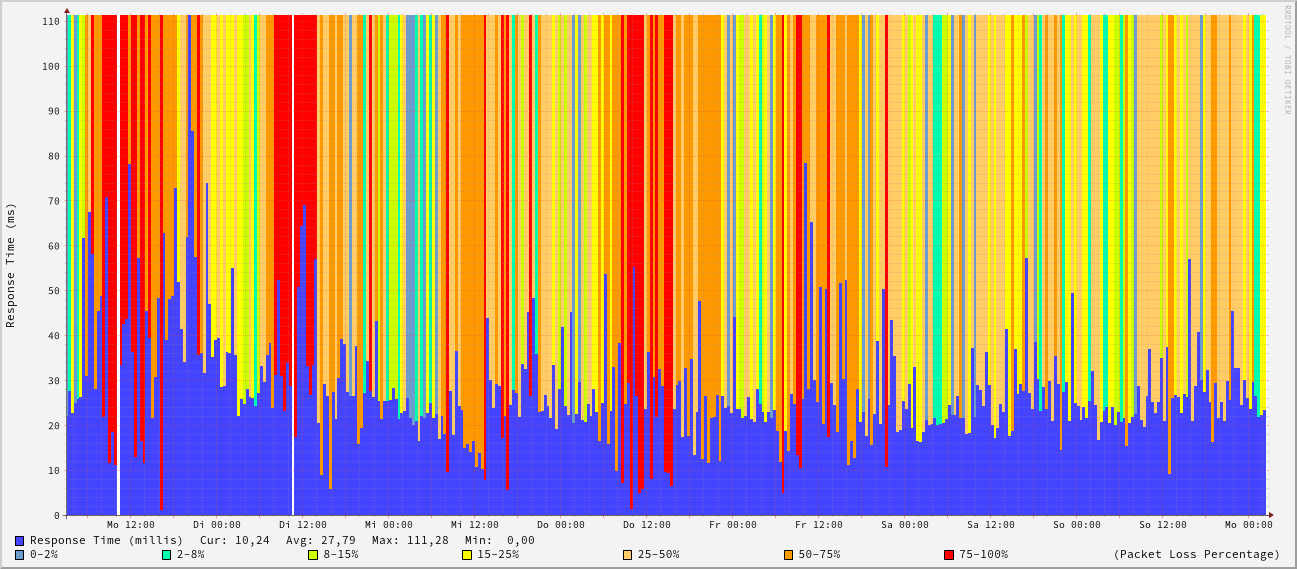 RRDTOOL / TOBI OETIKER
Response Time (ms)
110
100
90
80
70
60
50
40
30
20
10
0
Mo 12:00 Di 00:00 Di 12:00 Mi 00:00 Mi 12:00 Do 00:00 Do 12:00 Fr 00:00 Fr 12:00 Sa 00:00 Sa 12:00 So 00:00 So 12:00 Mo 00:00
Response Time (millis) Cur: 10,24 Avg: 27,79 Max: 111,28 Min: 0,00
0-2% 2-8% 8-15% 15-25% 25-50% 50-75% 75-100% (Packet Loss Percentage)